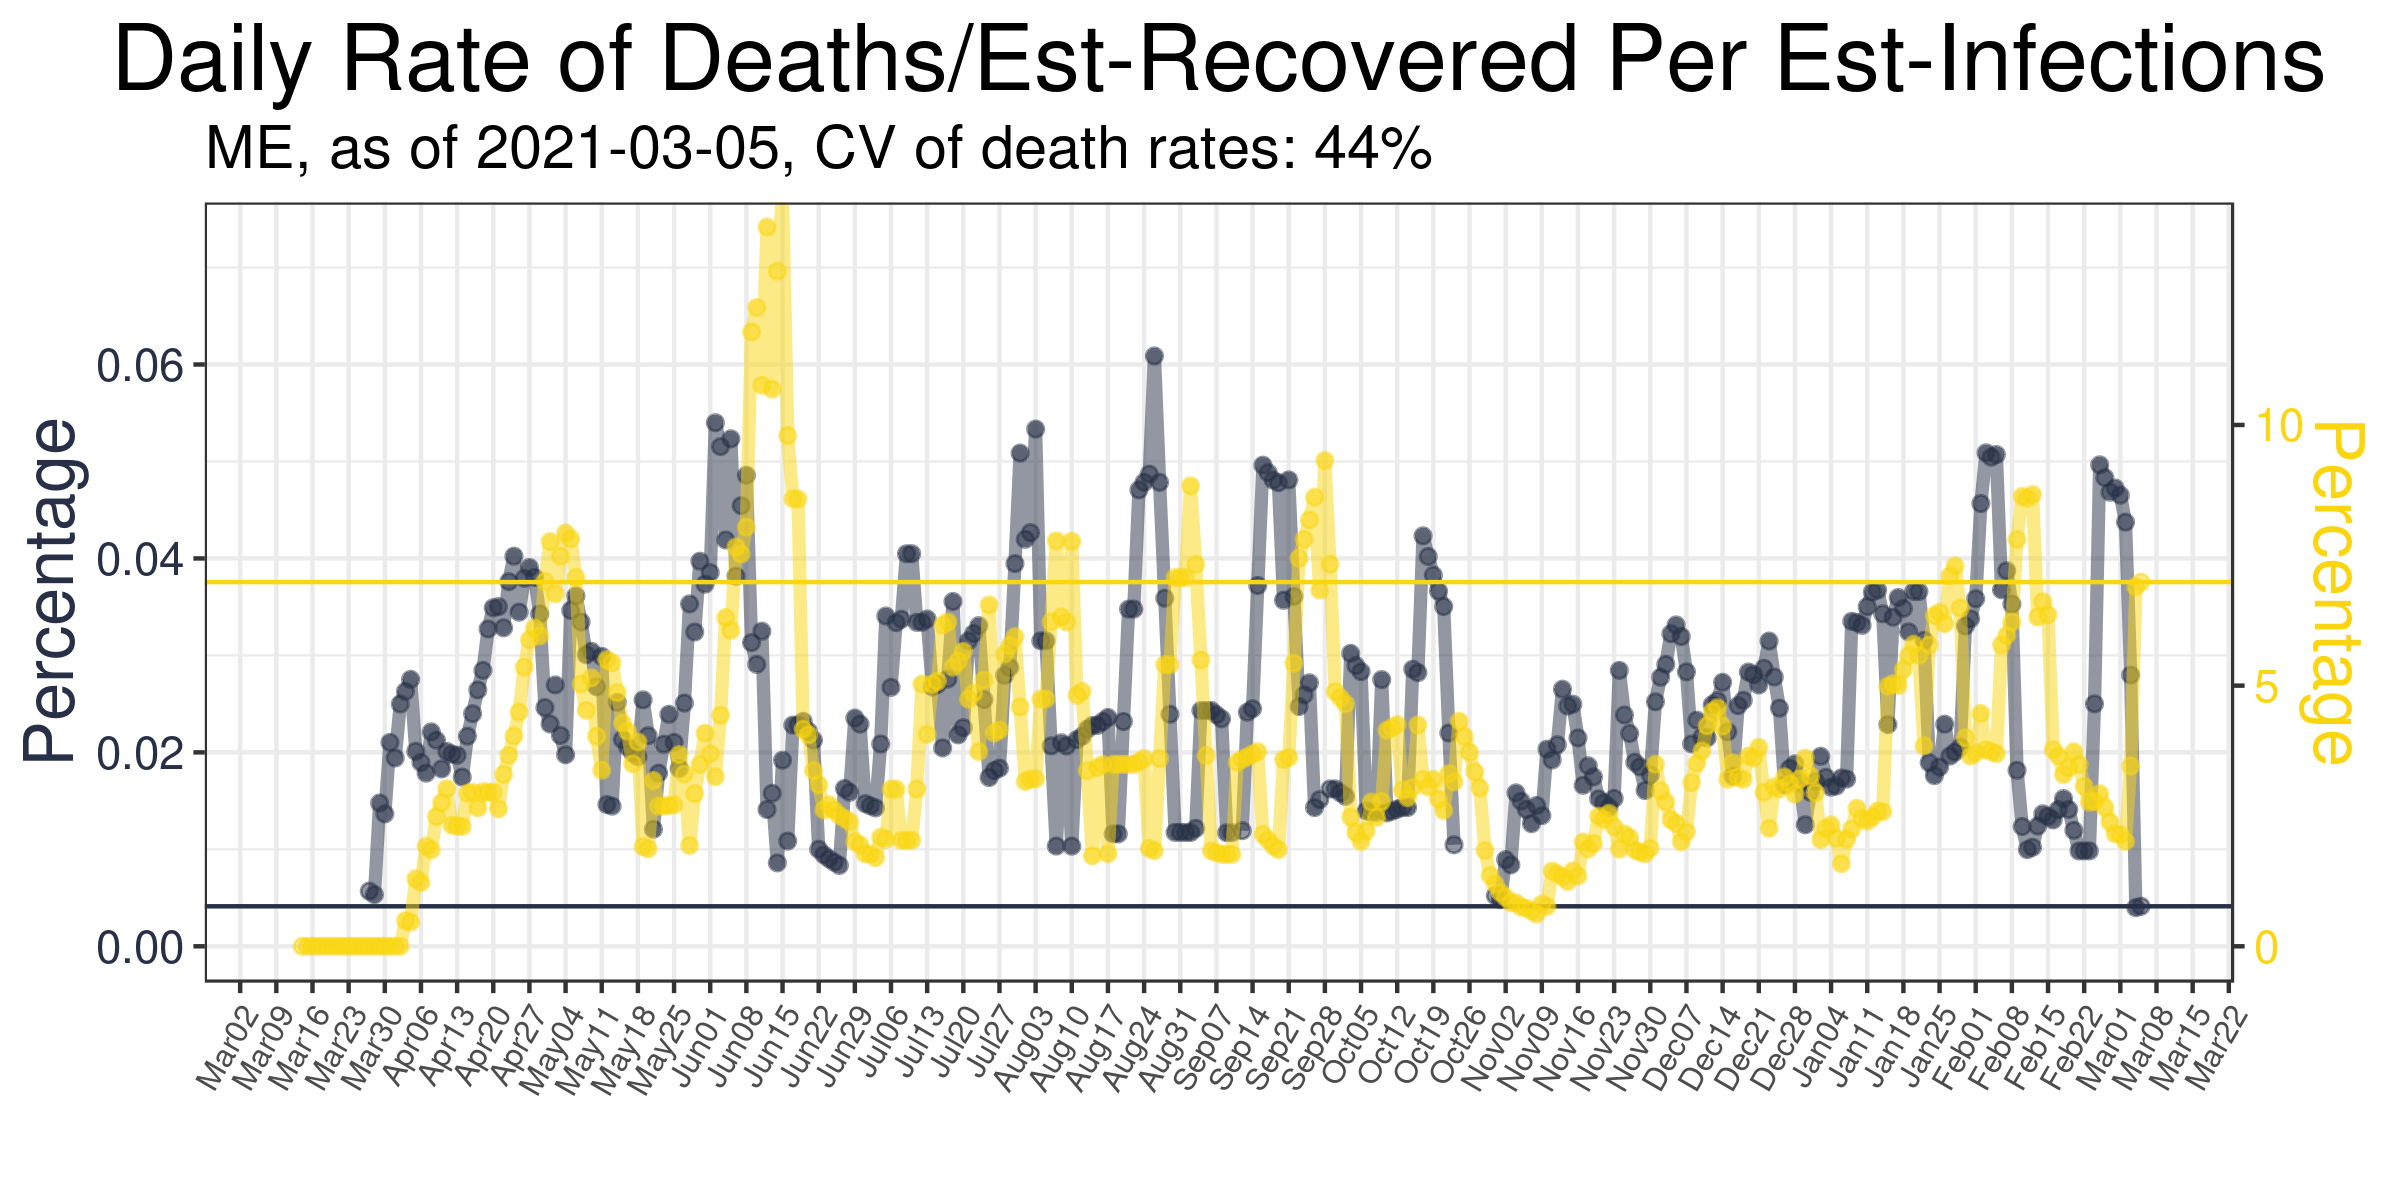 Daily Rate of Deaths/Est-Recovered Per Est-Infections
ME, as of 2021-03-05, CV of death rates: 44%
Percentage
0.06
0.04
0.02
0.00
10
5
0
Percentage
Mar02
Mar09
Mar16
Mar23
Mar30
Apr06
Apr13
Apr20
Apr27
May04
May11
May18
May25
Jun01
Jun08
Jun15
Jun22
Jun29
Jul06
Jul13
Jul20
Jul27
Aug03
Aug10
Aug17
Aug24
Aug31
Sep07
Sep14
Sep21
Sep28
Oct05
Oct12
Oct19
Oct26
Nov02
Nov09
Nov16
Nov23
Nov30
Dec07
Dec14
Dec21
Dec28
Jan04
Jan11
Jan18
Jan25
Feb01
Feb08
Feb15
Feb22
Mar01
Mar08
Mar15
Mar22